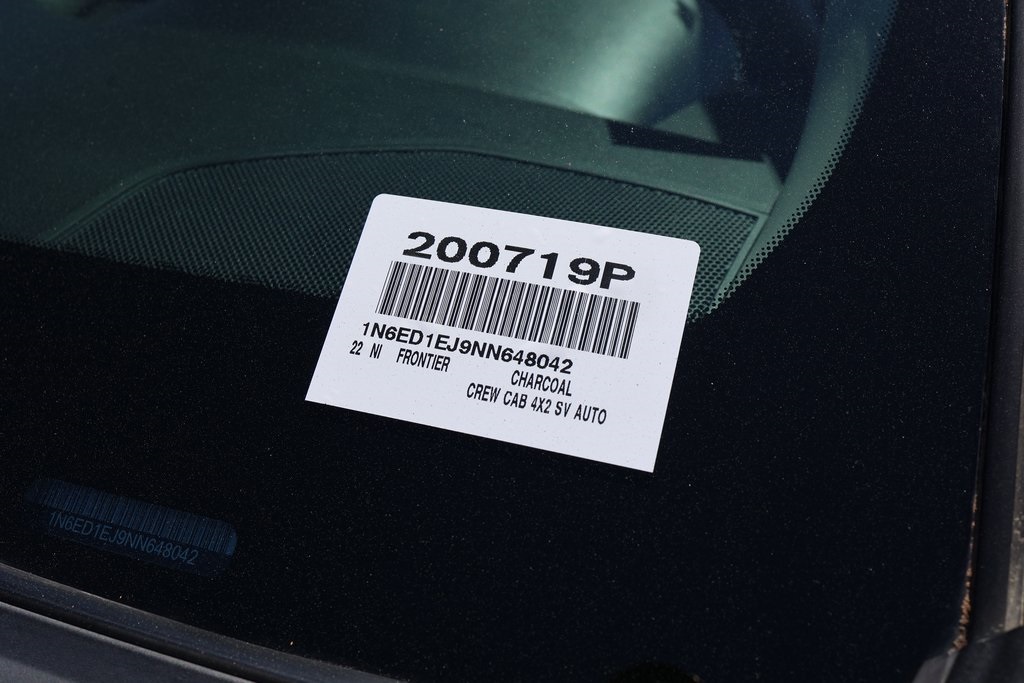 200719P
1N6ED1EJ9NN648042
22 NI FRONTIER
CHARCOAL
CREW CAB 4X2 SV AUTO
1N6ED1EJ9NN648042